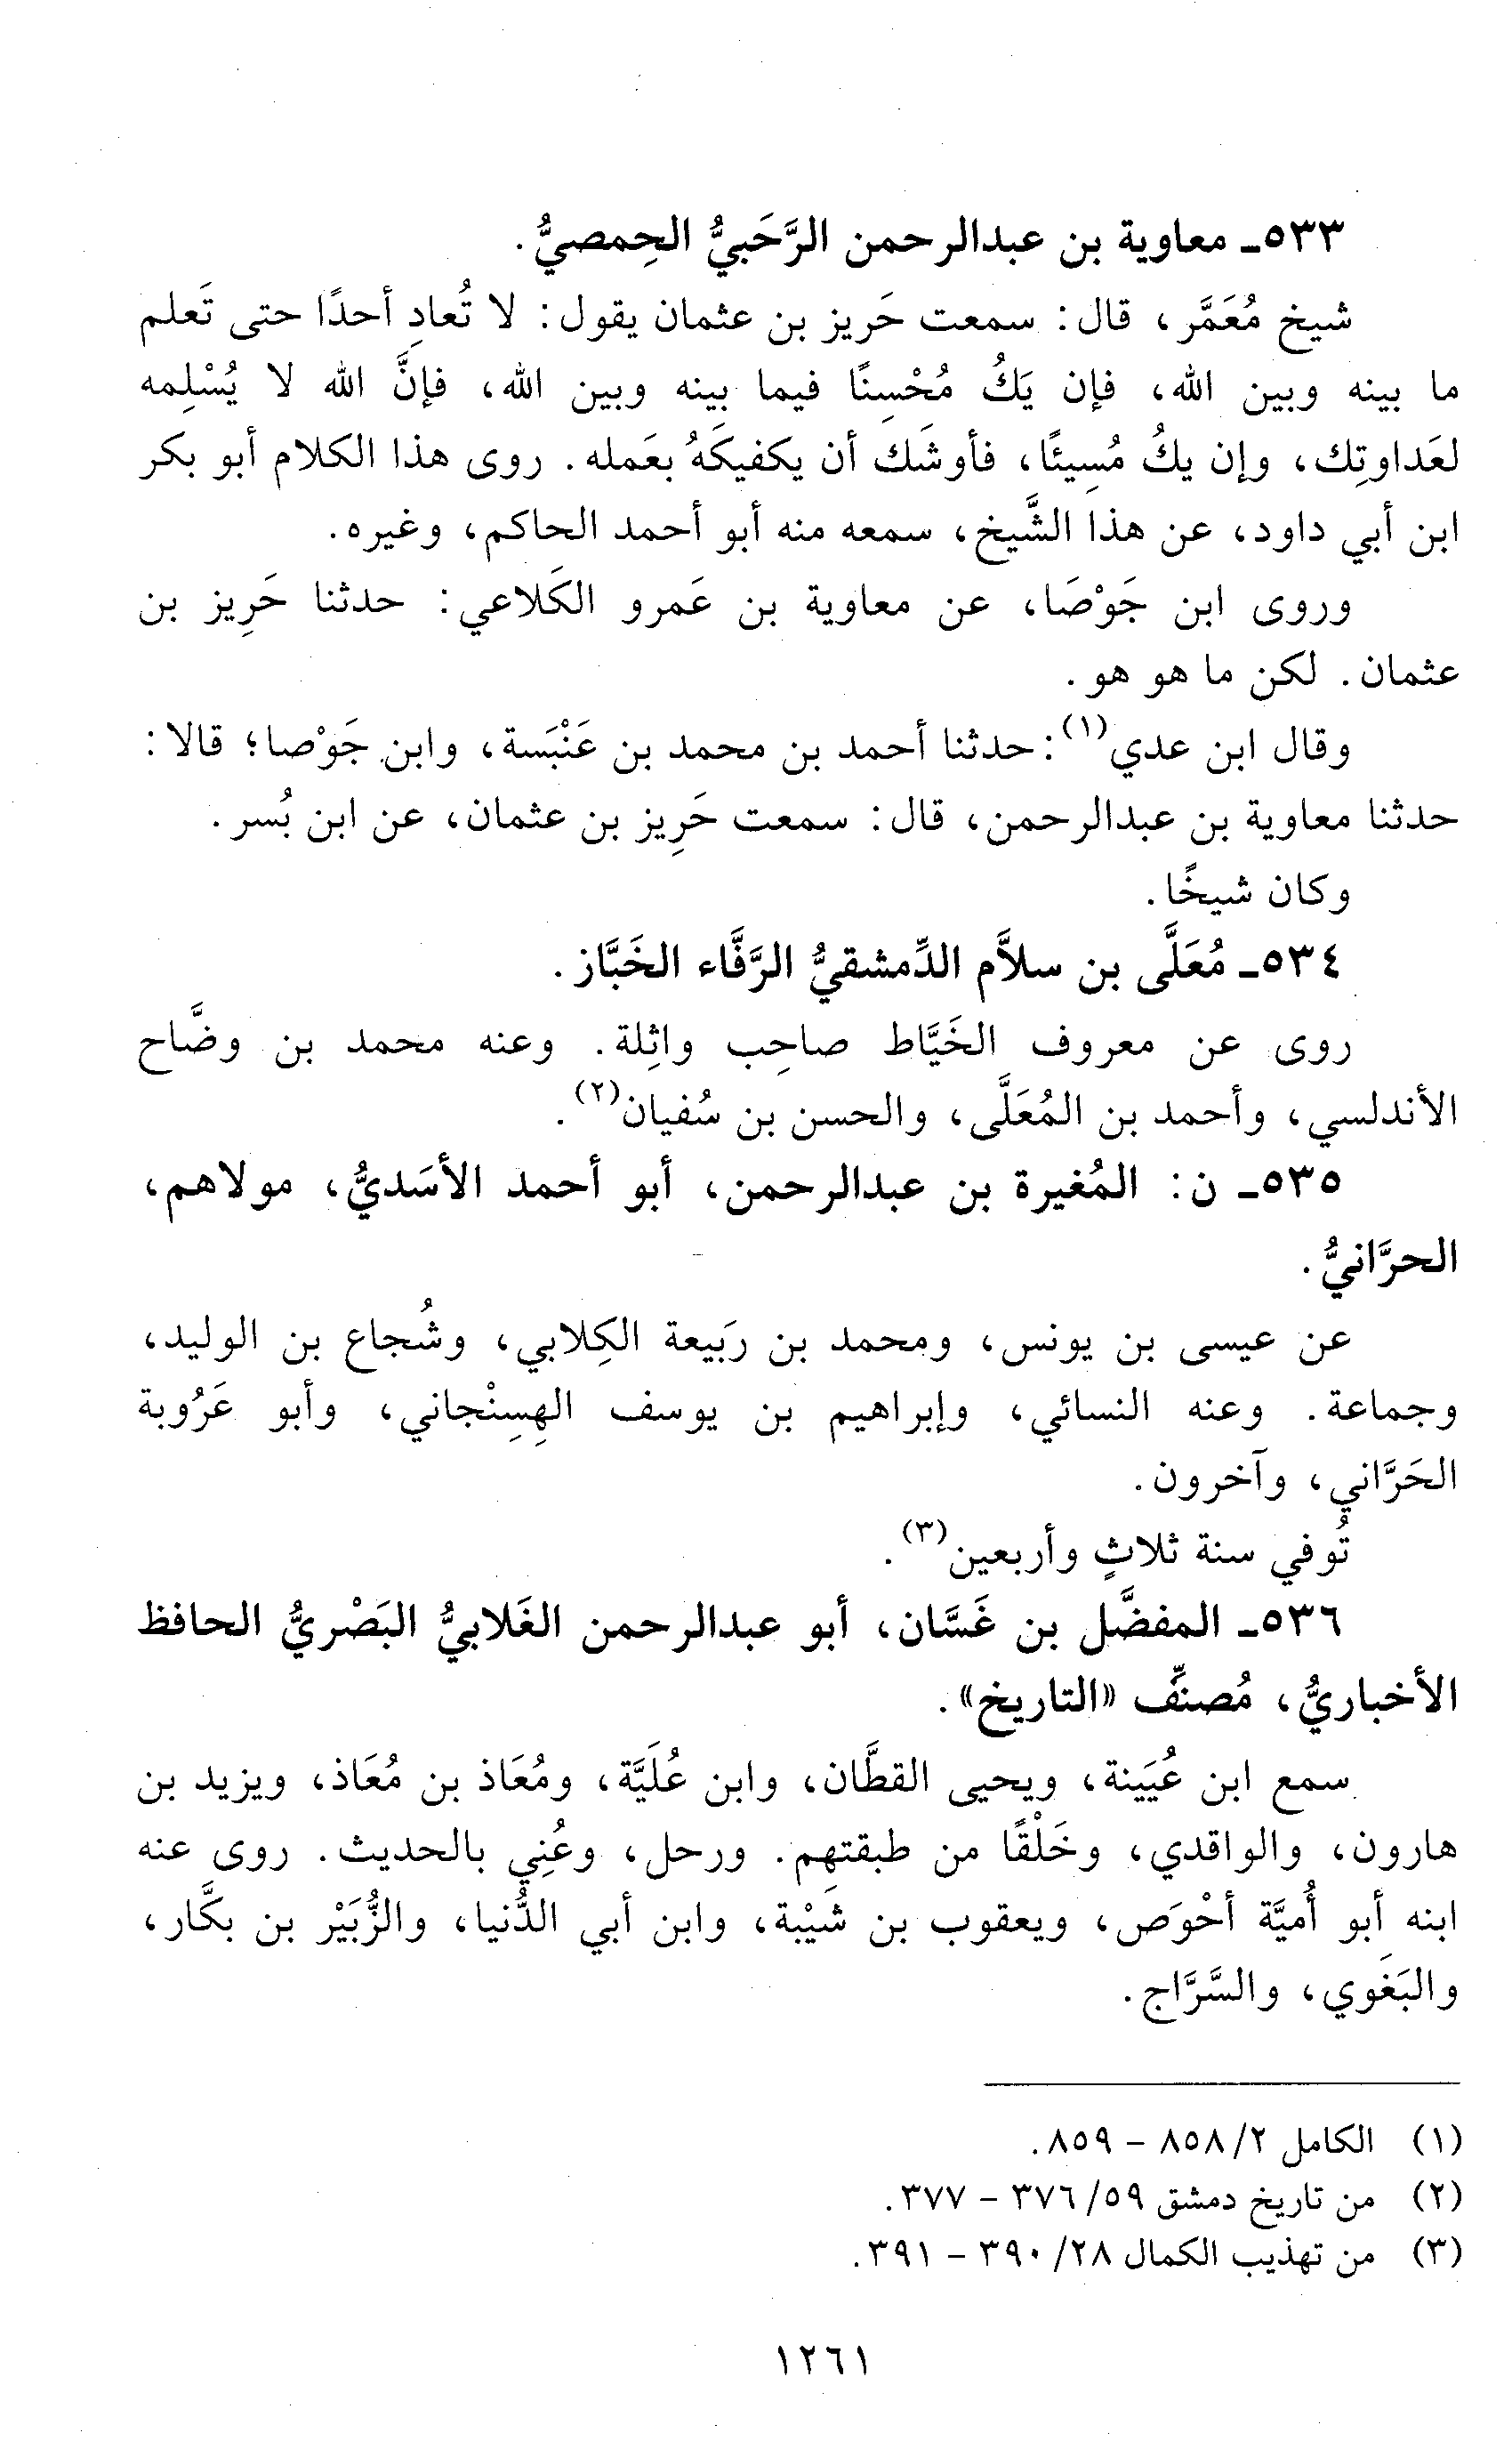 ٥٣٣ـ معاوية بن عبدالرحمن الرَّحَبيُّ الحِمصيُّ.
شيخ مُعَمَّر، قال: سمعت حَريز بن عثمان يقول: لا تُعادِ أحدًا حتى تَعلم
ما بينه وبين الله، فإن يَكُ مُحْسِنًا فيما بينه وبين الله، فإنَّ الله لا يُسْلِمه
لعَداوتِك، وإن يكُ مُسِيئًا، فأوشَك أن يكفيكَهُ بعَمله. روى هذا الكلام أبو بكر
ابن أبي داود، عن هذا الشَّيخ، سمعه منه أبو أحمد الحاكم، وغيره.
وروى ابن جَوْصَا، عن معاوية بن عَمرو الكَلاعي: حدثنا حَرِيز بن
عثمان. لكن ما هو هو.
وقال ابن عدي(١): حدثنا أحمد بن محمد بن عَنْبَسة، وابن جَوْصا؛ قالا:
حدثنا معاوية بن عبدالرحمن، قال: سمعت حَرِيز بن عثمان، عن ابن بُسر.
وكان شيخًا.
٥٣٤ـ مُعَلَّى بن سلاَّم الدِّمشقيُّ الرَّفَّاء الخَبَّاز.
روى عن معروف الخَيَّاط صاحِب واثِلة. وعنه محمد بن وضَّاح
الأندلسي، وأحمد بن المُعَلَّى، والحسن بن سُفيان(٢).
٥٣٥ـ ن: المُغيرة بن عبدالرحمن، أبو أحمد الأسَديُّ، مولاهم،
الحرَّانيُّ.
عن عيسى بن يونس، ومحمد بن رَبيعة الكِلابي، وشُجاع بن الوليد،
وجماعة. وعنه النسائي، وإبراهيم بن يوسف الهِسِنْجاني، وأبو عَرُوبة
الحَرَّاني، وآخرون.
تُوفي سنة ثلاثٍ وأربعين(٣).
٥٣٦ـ المفضَّل بن غَسَّان، أبو عبدالرحمن الغَلابيُّ البَصْريُّ الحافظ
الأخباريُّ، مُصنِّف «التاريخ».
سمع ابن عُيَينة، ويحيى القطَّان، وابن عُلَيَّة، ومُعَاذ بن مُعَاذ، ويزيد بن
هارون، والواقدي، وخَلْقًا من طبقتهم. ورحل، وعُنِي بالحديث. روى عنه
ابنه أبو أُميَّة أحْوَص، ويعقوب بن شَيْبة، وابن أبي الدُّنيا، والزُّبَيْر بن بكَّار،
والبَغَوي، والسَّرَّاج.
(١) الكامل ٢/ ٨٥٨ - ٨٥٩.
(٢) من تاريخ دمشق ٥٩/ ٣٧٦ - ٣٧٧.
(٣) من تهذيب الكمال ٢٨/ ٣٩٠ - ٣٩١.
١٢٦١